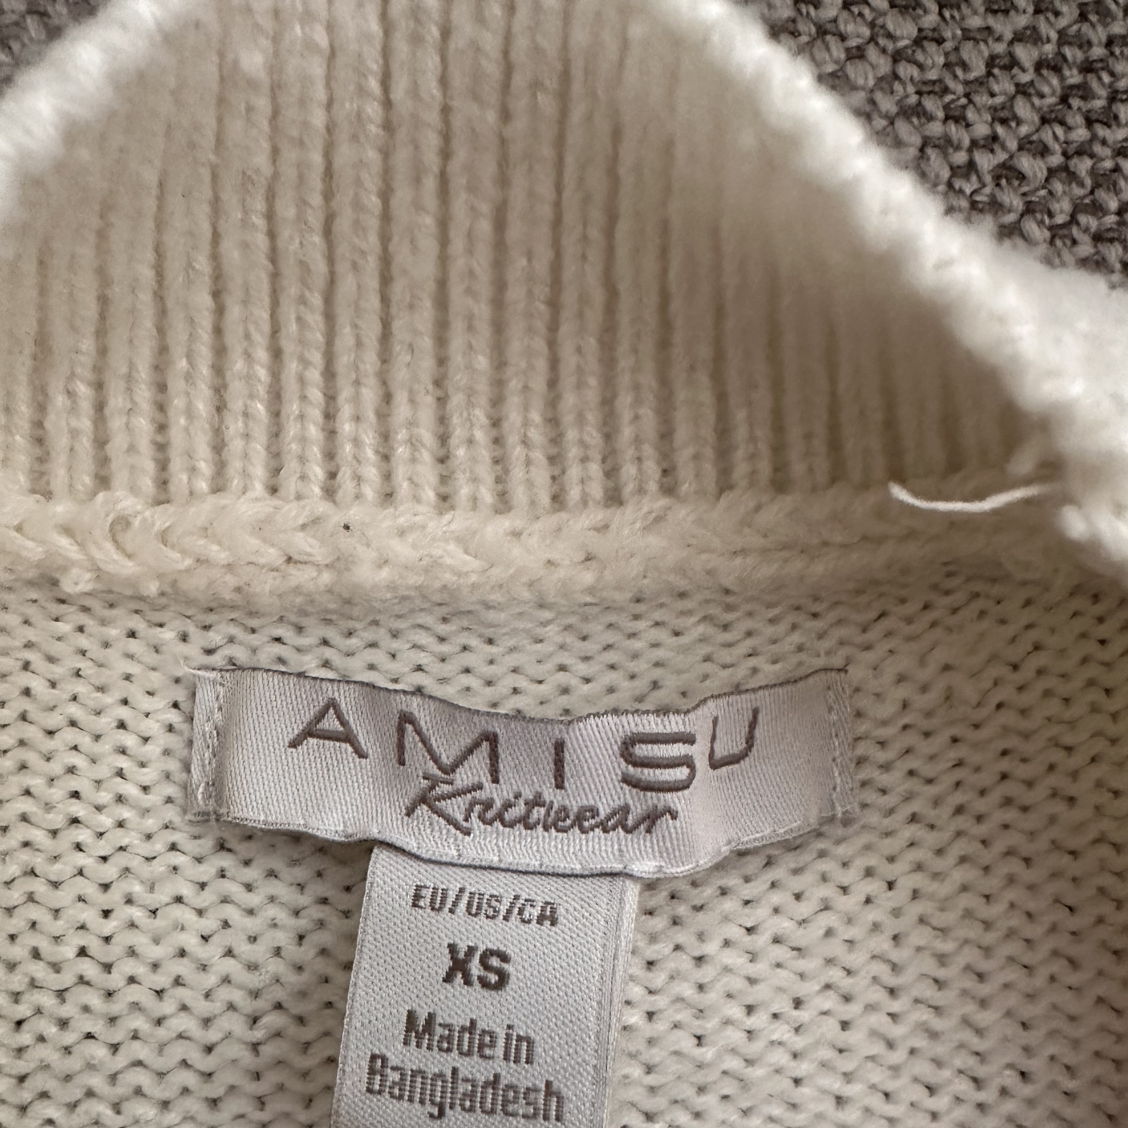 AMISU
Knitwear
EU/US/CA
XS
Made in
Bangladesh